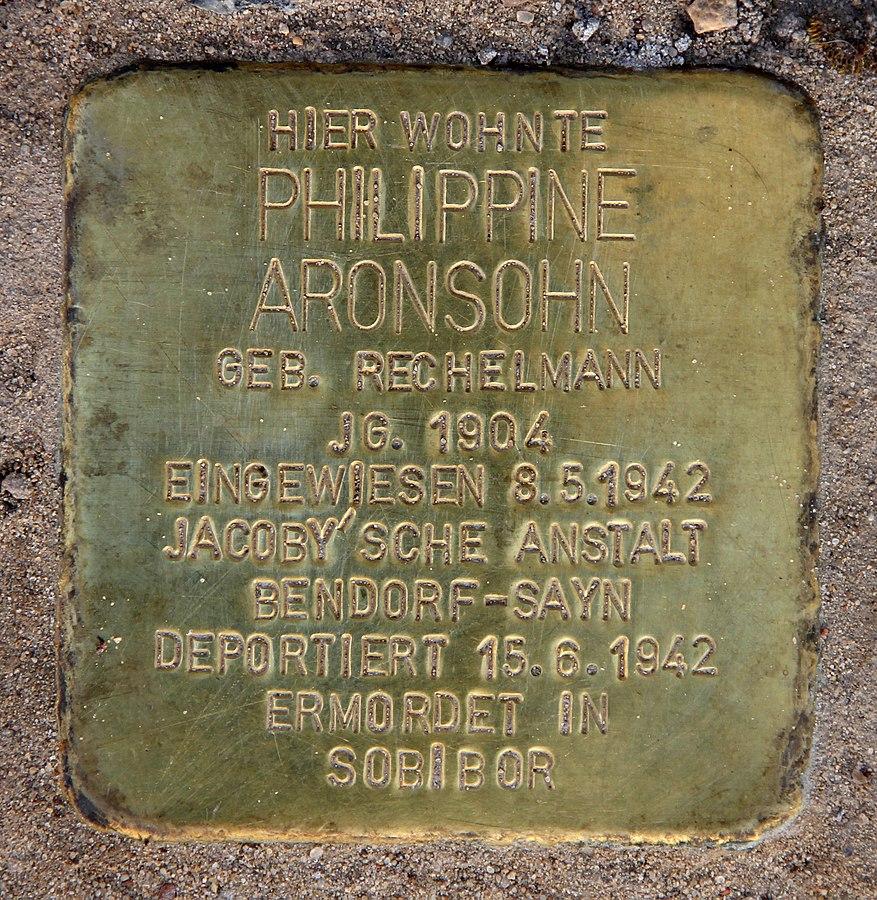 HIER WOHNTE
PHILIPPINE
ARONSOHN
GEB. RECHELMANN
JG. 1904
EINGEWIESEN 8.5.1942
JACOBY'SCHE ANSTALT
BENDORF-SAYN
DEPORTIERT 15.6.1942
ERMORDET IN
SOBIBOR